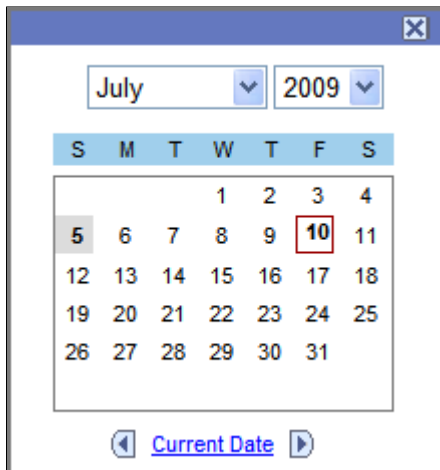 July 2009
S M T W T F S
1 2 3 4
5 6 7 8 9 10 11
12 13 14 15 16 17 18
19 20 21 22 23 24 25
26 27 28 29 30 31
Current Date